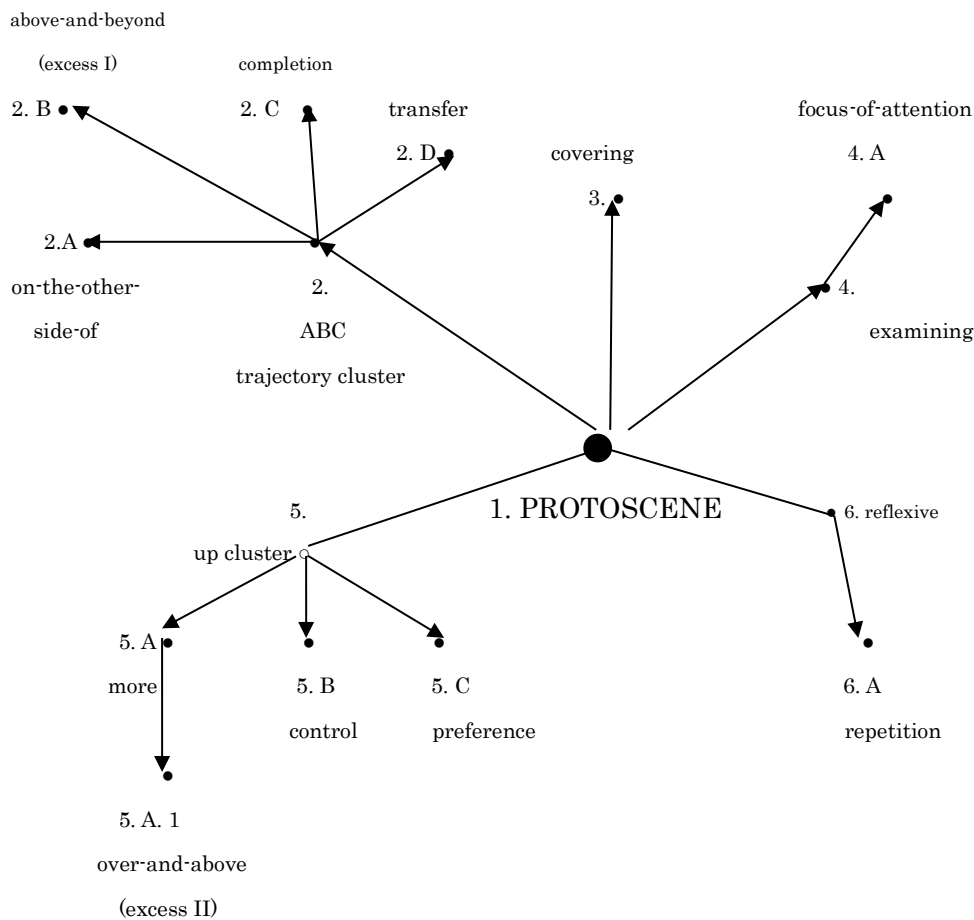 above-and-beyond
(excess I)
2. B
completion
2. C
transfer
2. D
covering
3.
focus-of-attention
4. A
2.A
on-the-other-
side-of
2.
ABC
trajectory cluster
4.
examining
1. PROTOSCENE
5.
up cluster
6. reflexive
5. A
more
5. B
control
5. C
preference
6. A
repetition
5. A. 1
over-and-above
(excess II)